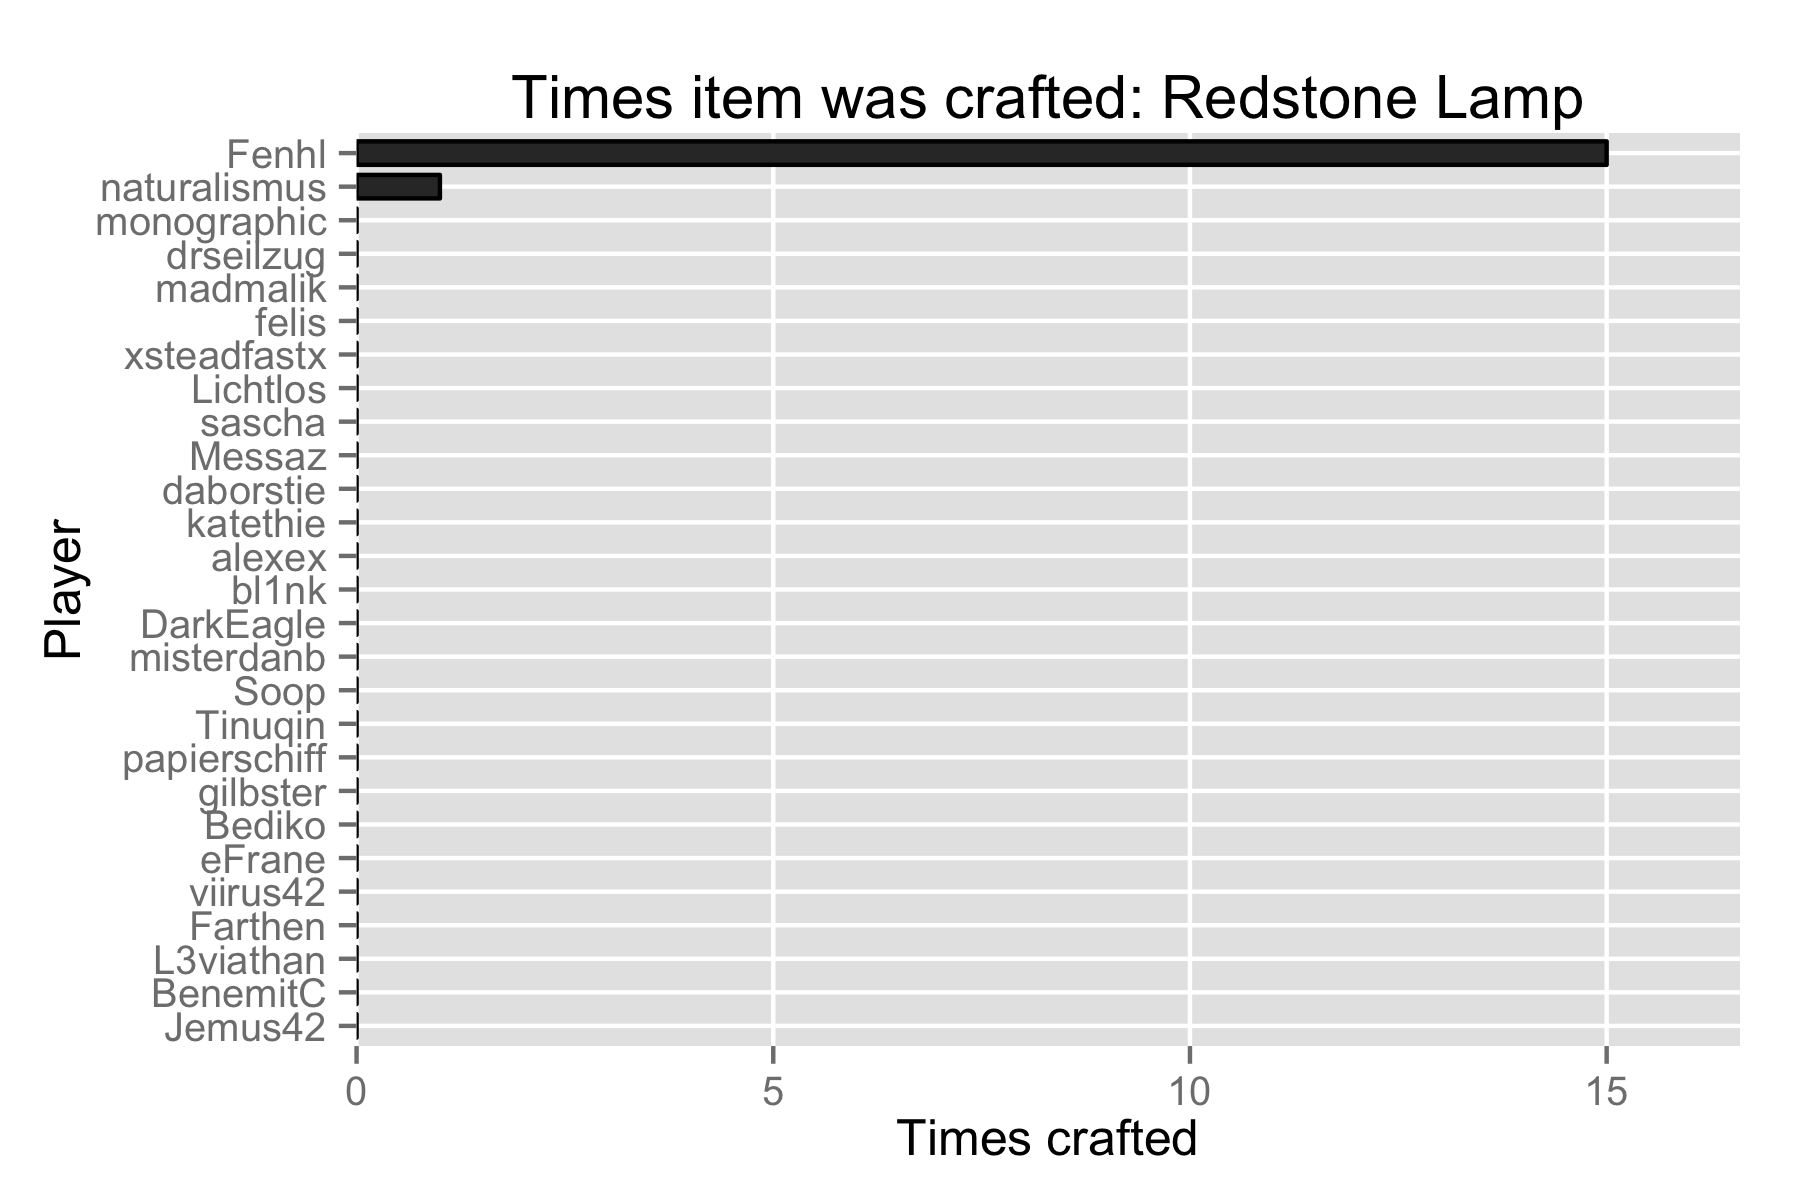 Times item was crafted: Redstone Lamp
Fenhl
naturalismus
monographic
drseilzug
madmalik
felis
xsteadfastx
Lichtlos
sascha
Messaz
daborstie
katethie
alexex
bl1nk
DarkEagle
misterdanb
Soop
Tinuqin
papierschiff
gilbster
Bediko
eFrane
viirus42
Farthen
L3viathan
BenemitC
Jemus42
Player
0 5 10 15
Times crafted